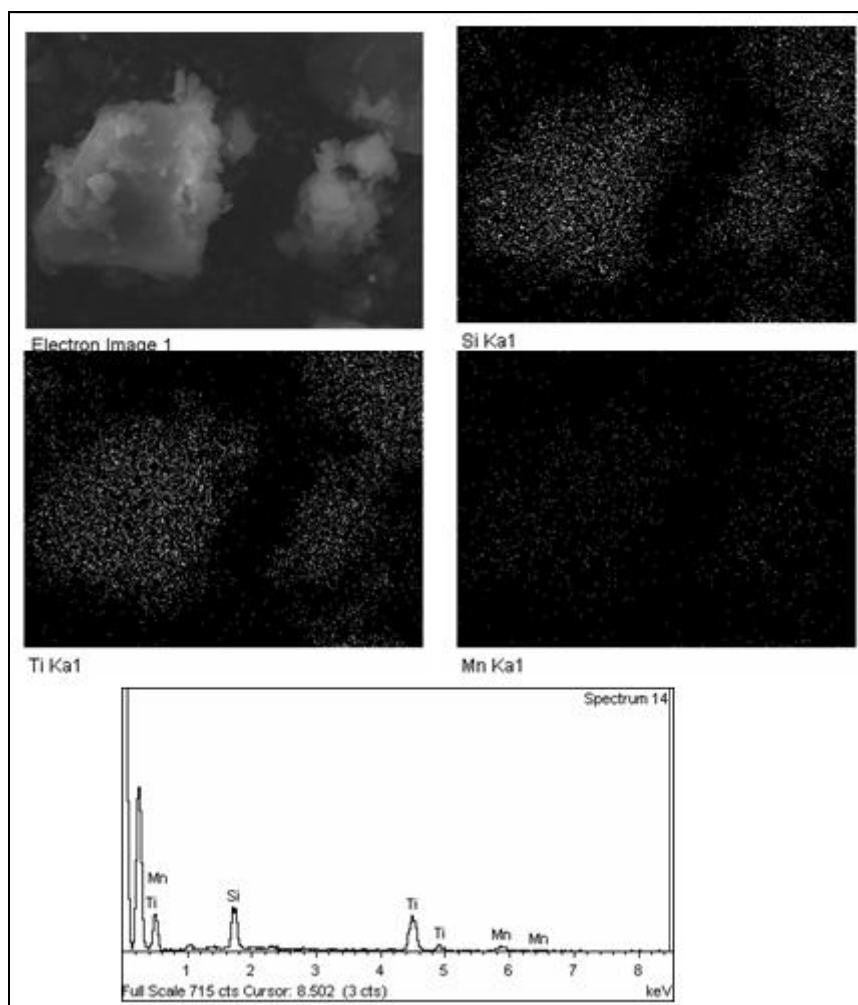 Electron Image 1
Si Ka1
Ti Ka1
Mn Ka1
Spectrum 14
Mn
Ti
Si
Ti
Ti
Mn
Mn
1 2 3 4 5 6 7 8
Full Scale 715 cts Cursor: 8.502 (3 cts)
keV